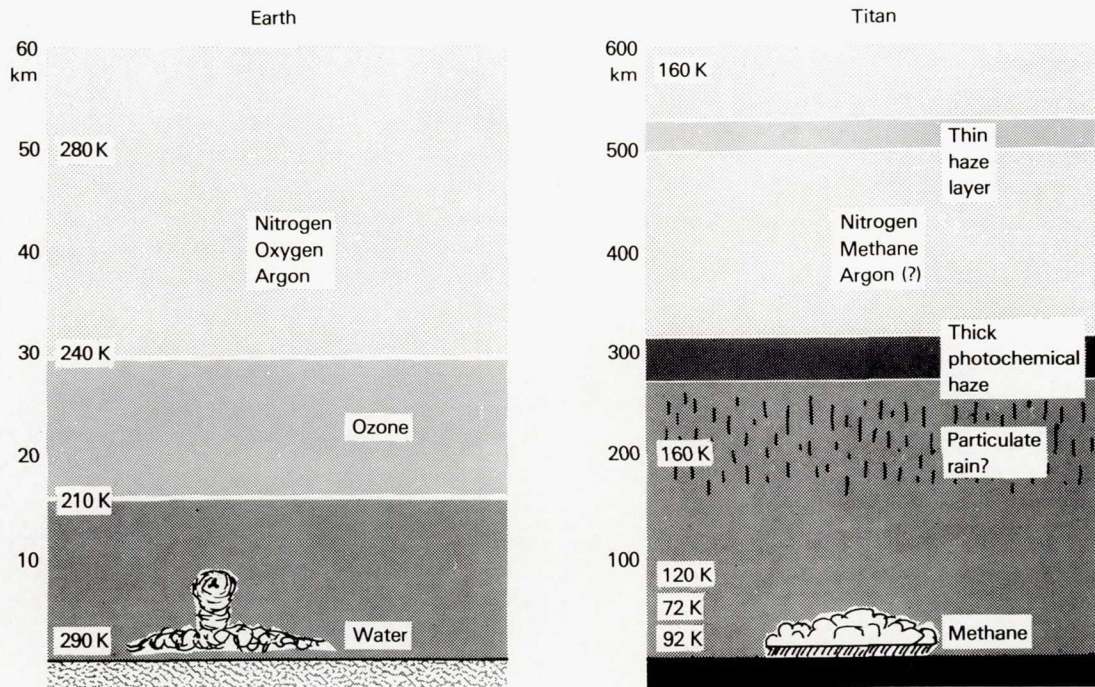 Earth
60
km
50
280 K
Nitrogen
Oxygen
Argon
40
30
240 K
Ozone
20
210 K
10
290 K
Water
Titan
600
km
160 K
Thin
haze
layer
500
Nitrogen
Methane
Argon (?)
400
300
Thick
photochemical
haze
200
160 K
Particulate
rain?
100
120 K
72 K
92 K
Methane